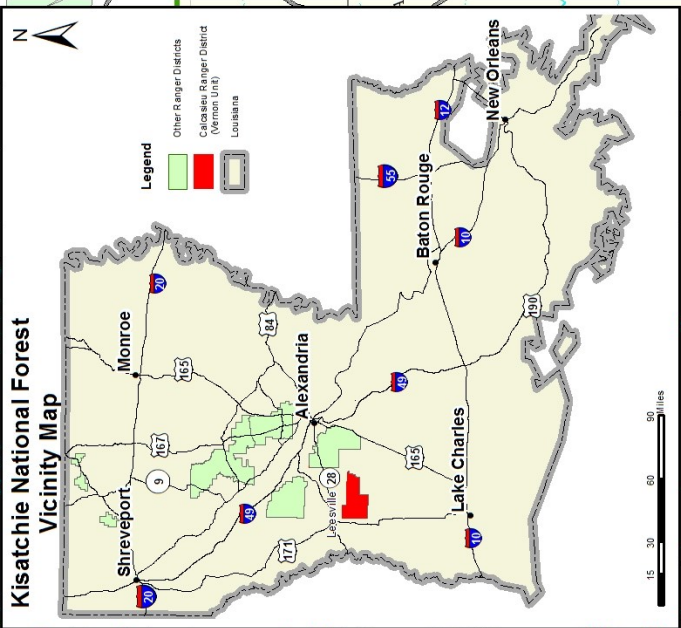 Kisatchie National Forest
Vicinity Map
N
Legend
Other Ranger Districts
Calcasieu Ranger District
(Vernon Unit)
Louisiana
Shreveport
Monroe
20
20
9
167
165
84
49
171
Alexandria
Leesville
28
165
49
190
Lake Charles
10
Baton Rouge
10
55
12
New Orleans
15
30
60
90
Miles